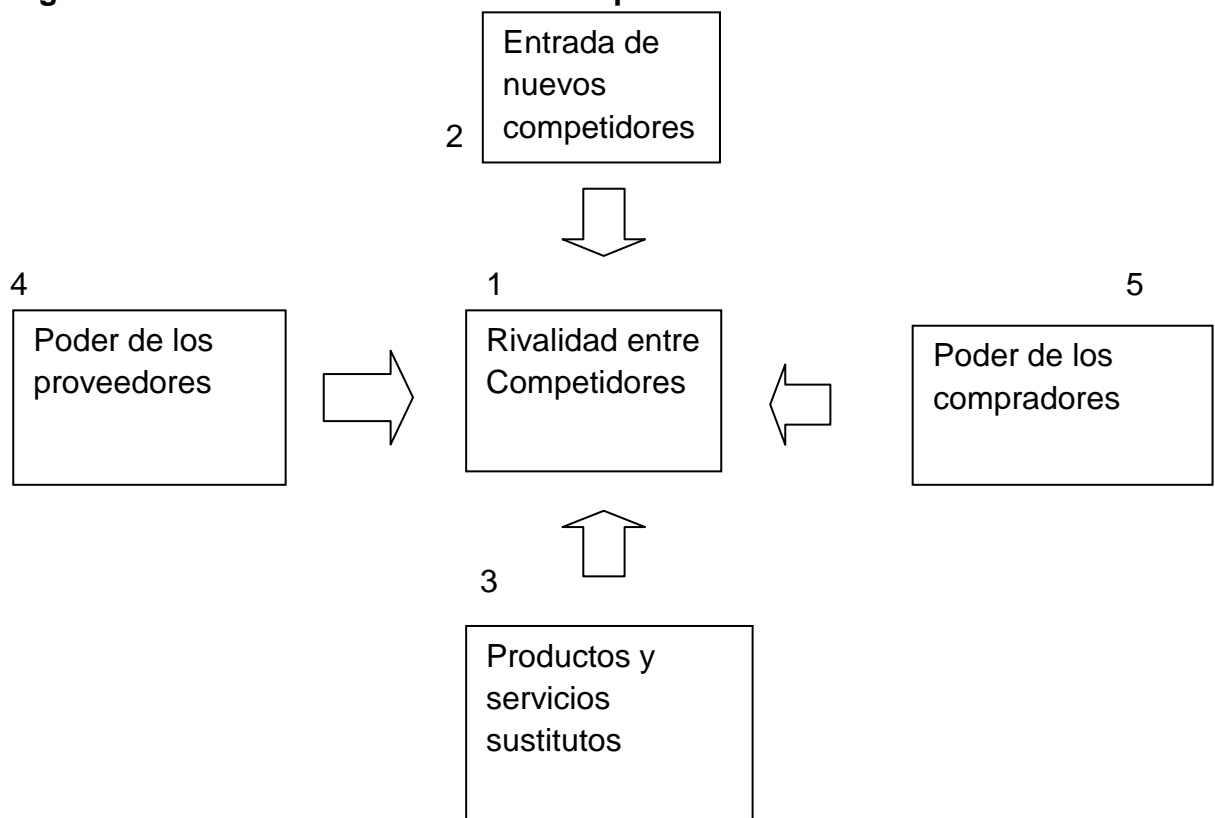 Entrada de
nuevos
competidores
2
4
1
5
Poder de los
proveedores
Rivalidad entre
Competidores
Poder de los
compradores
3
Productos y
servicios
sustitutos